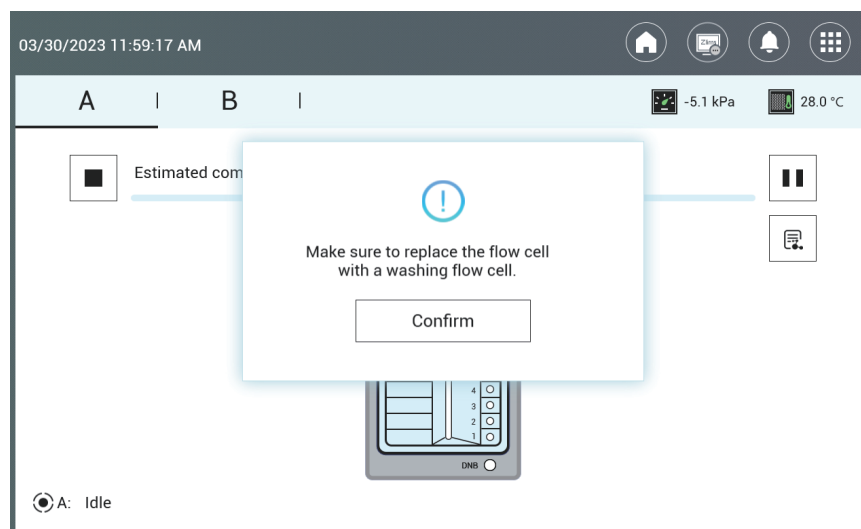 03/30/2023 11:59:17 AM
Zlims
A
B
-5.1 kPa
28.0 °C
Estimated com
Make sure to replace the flow cell
with a washing flow cell.
Confirm
4
3
2
1
DNB
A: Idle